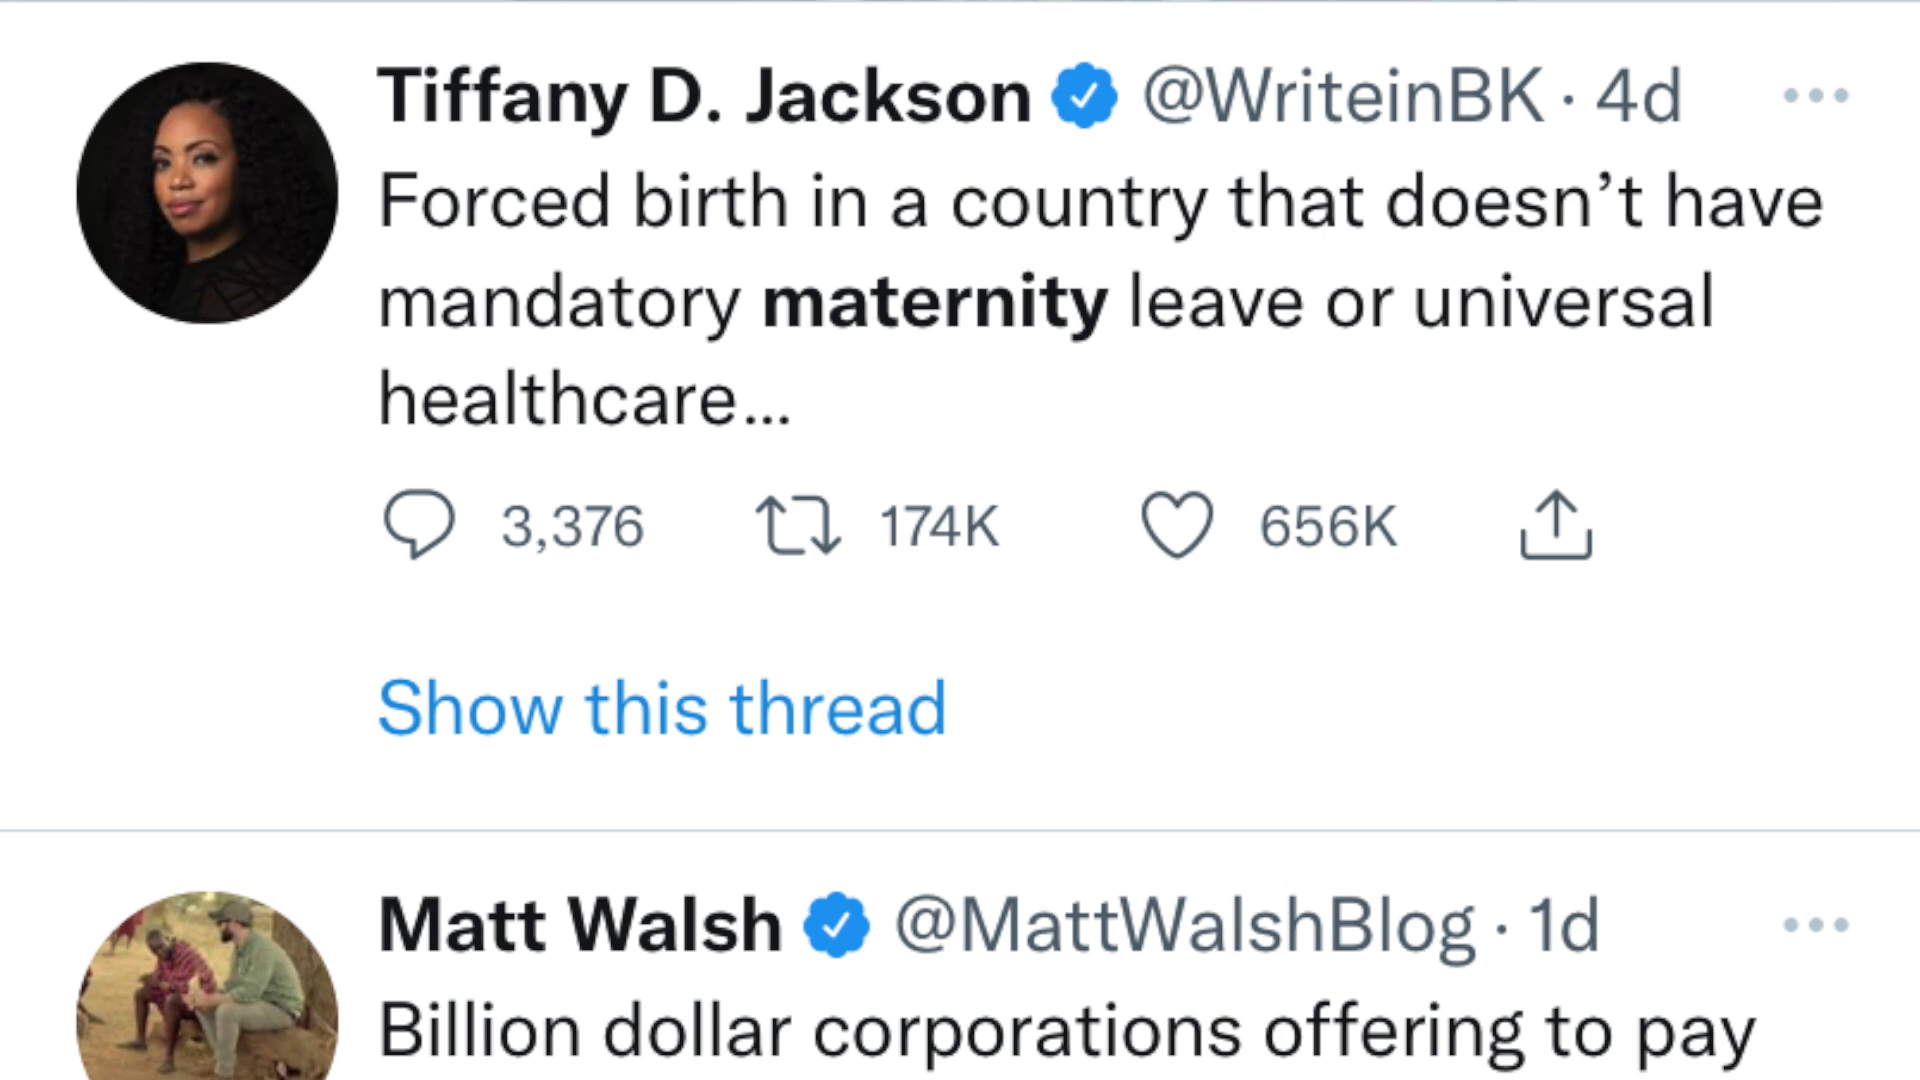 Tiffany D. Jackson @WriteinBK · 4d
Forced birth in a country that doesn’t have
mandatory maternity leave or universal
healthcare...
3,376 174K 656K
Show this thread
Matt Walsh @MattWalshBlog · 1d
Billion dollar corporations offering to pay